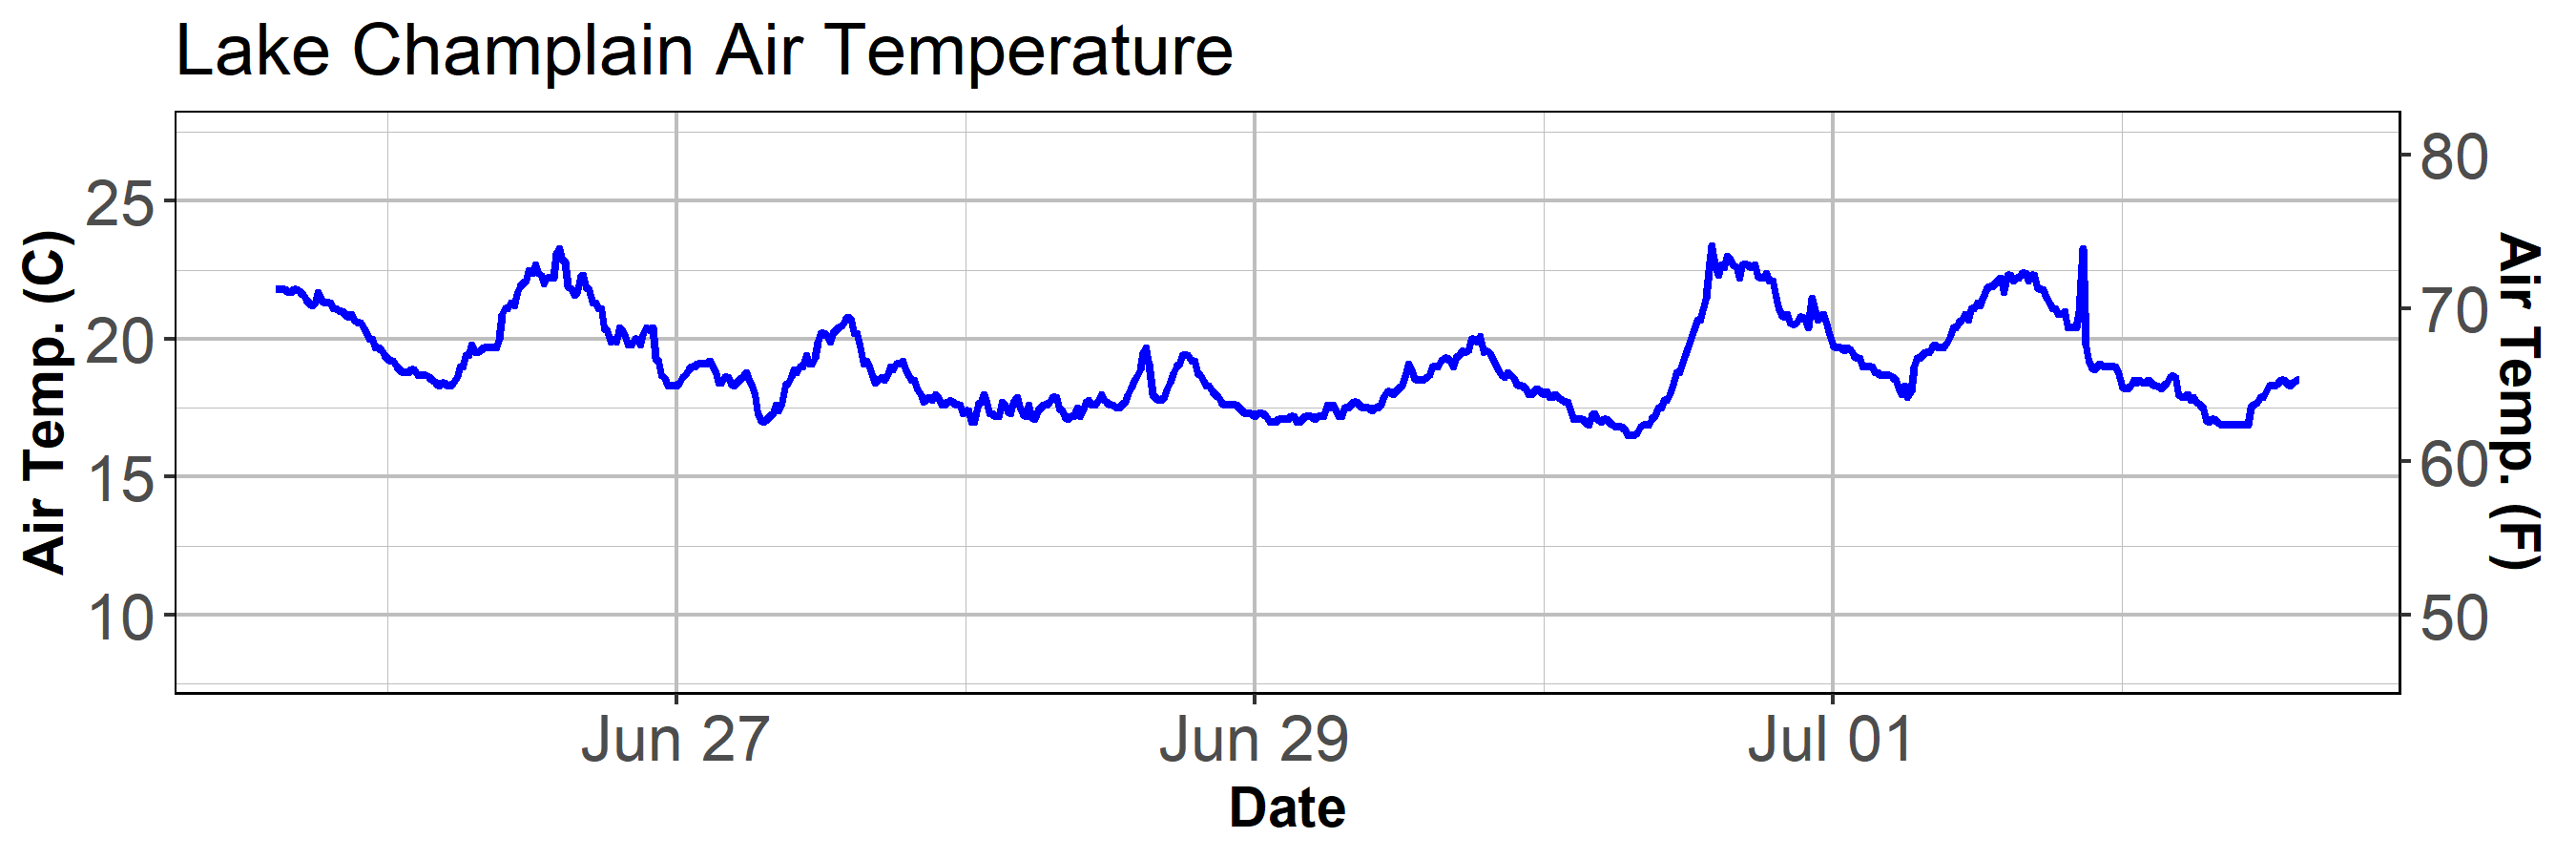 Lake Champlain Air Temperature
Air Temp. (C)
25
20
15
10
80
70
60
50
Air Temp. (F)
Jun 27
Jun 29
Jul 01
Date